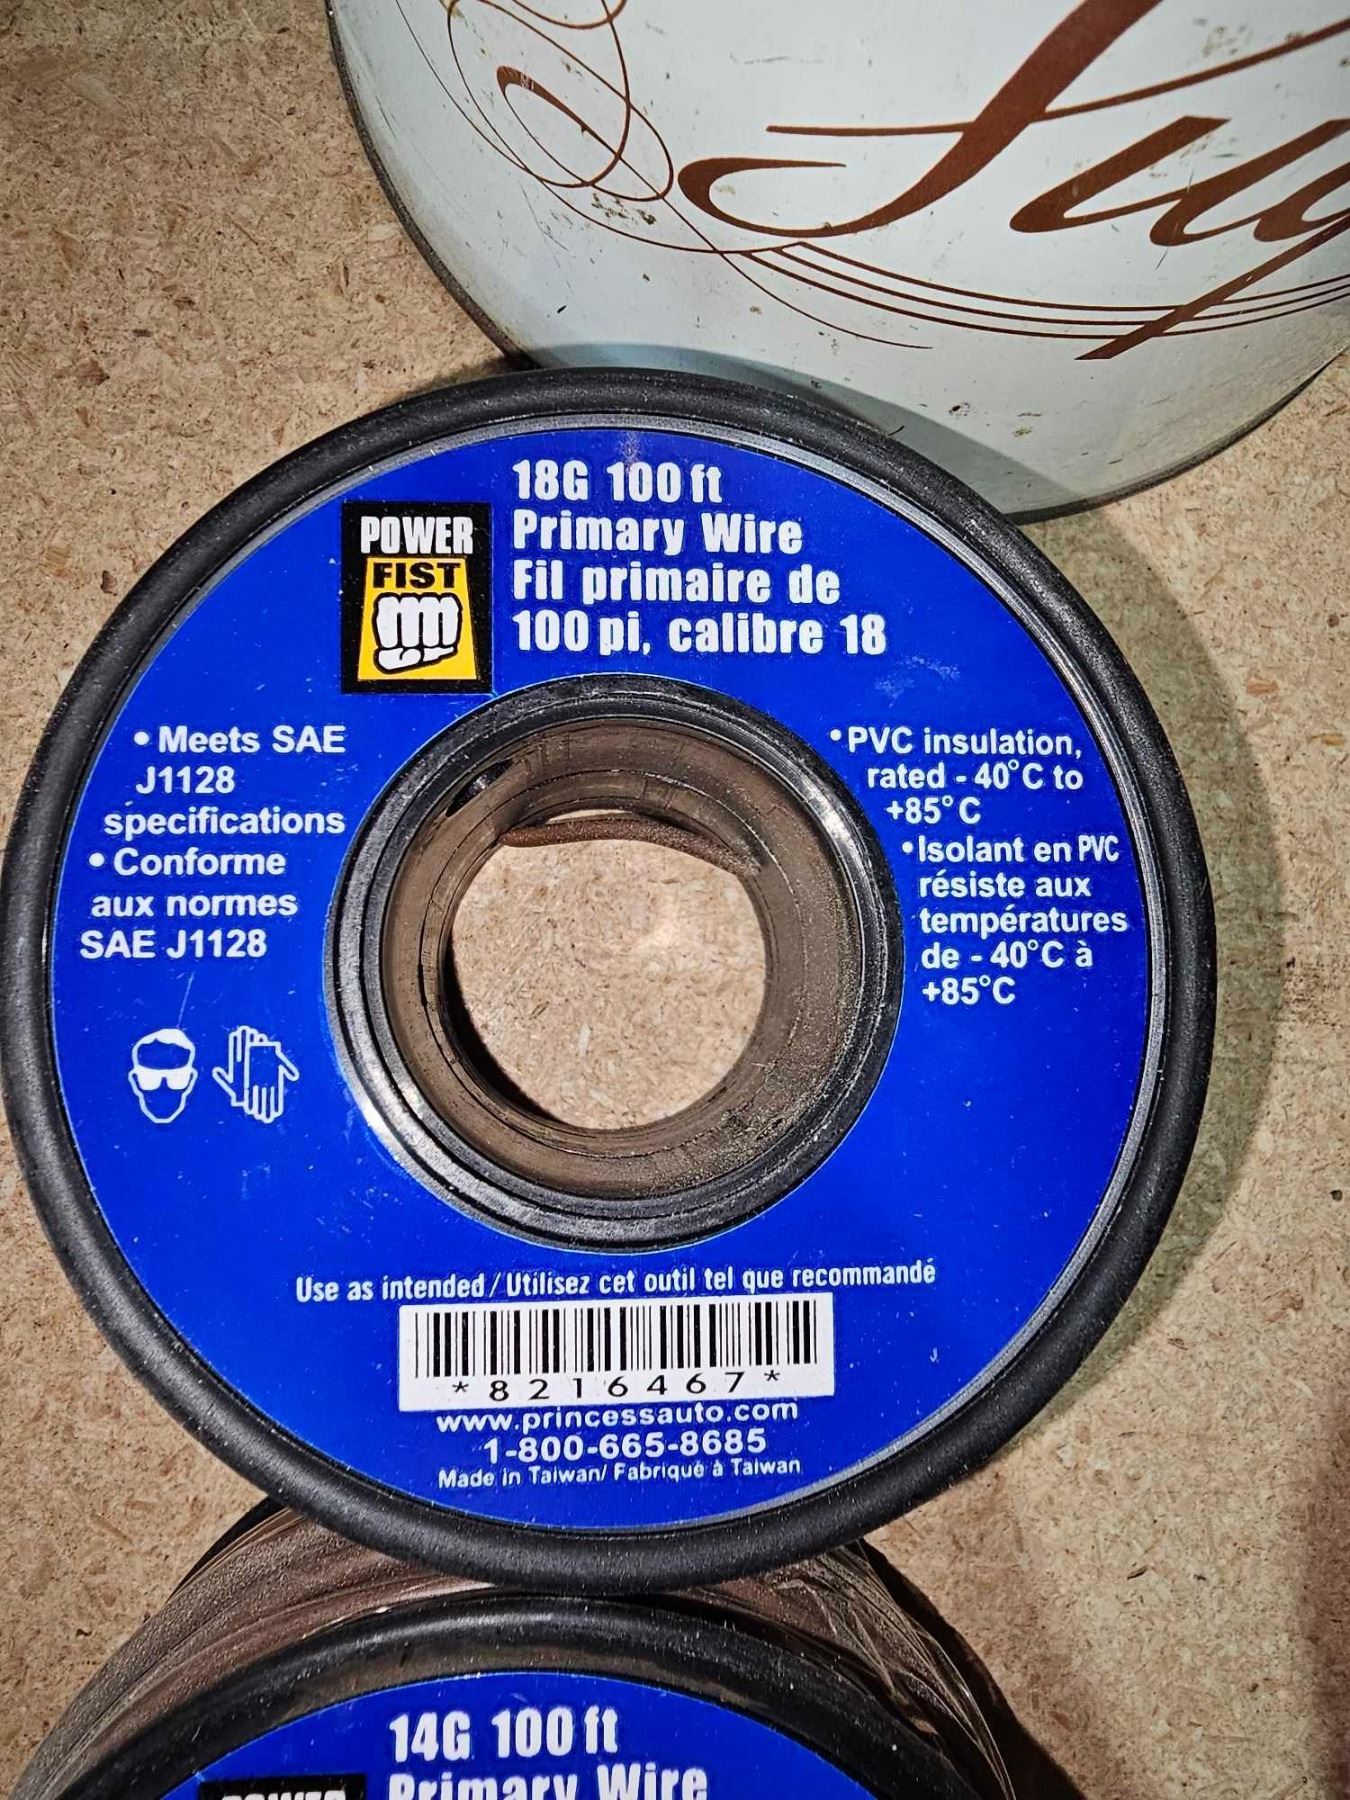 18G 100 ft
Primary Wire
Fil primaire de
100 pi, calibre 18
POWER
FIST
• Meets SAE
J1128
specifications
• Conforme
aux normes
SAE J1128
• PVC insulation,
rated - 40°C to
+85°C
• Isolant en PVC
résiste aux
températures
de - 40°C à
+85°C
Use as intended / Utilisez cet outil tel que recommandé
*8216467*
www.princessauto.com
1-800-665-8685
Made in Taiwan/ Fabriqué à Taiwan
14G 100 ft
Primary Wire
POWER